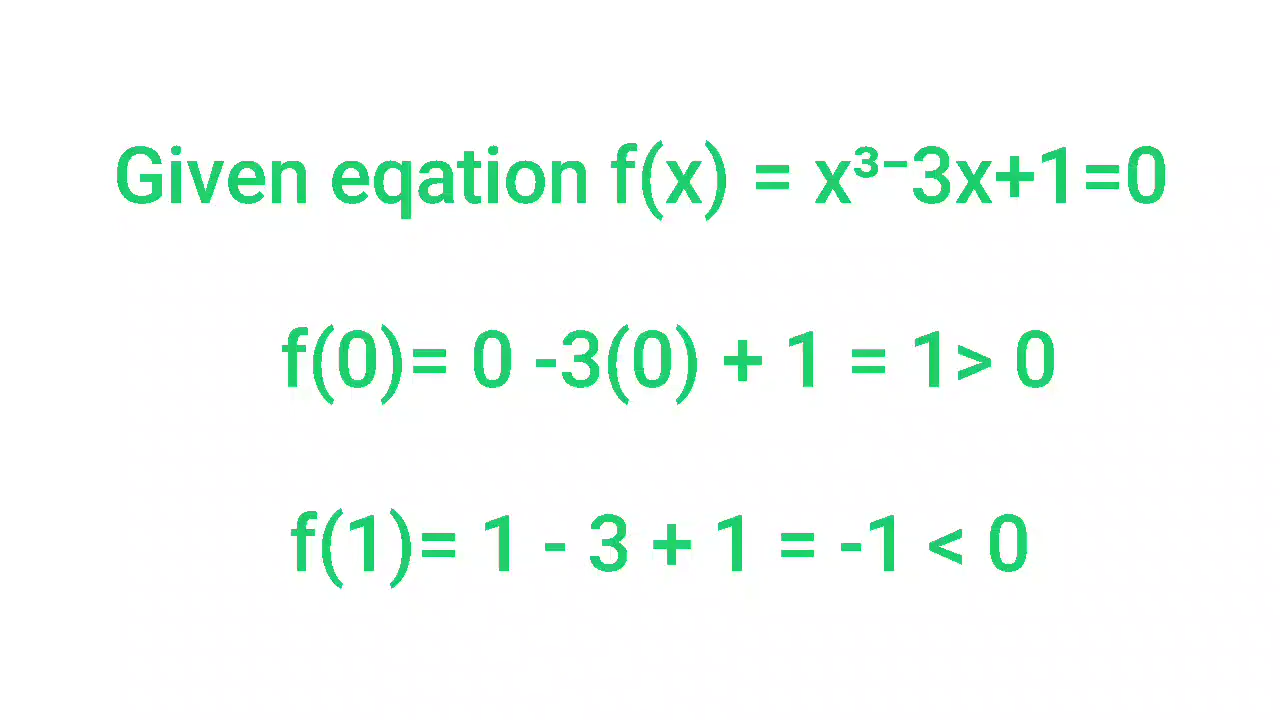 Given eqation f(x) = x³⁻3x+1=0
f(0)= 0 -3(0) + 1 = 1> 0
f(1)= 1 - 3 + 1 = -1 < 0